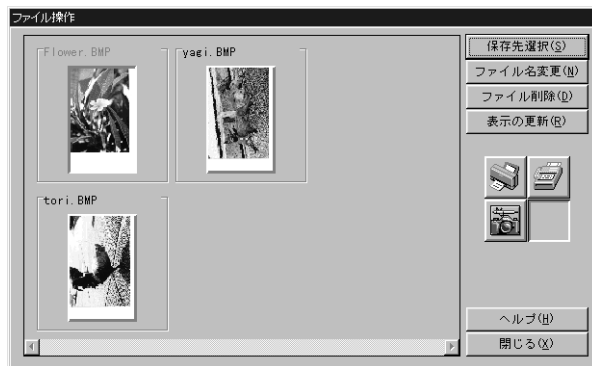 ファイル操作
Flower.BMP
yagi.BMP
tori.BMP
保存先選択(S)
ファイル名変更(N)
ファイル削除(D)
表示の更新(R)
ヘルプ(H)
閉じる(X)